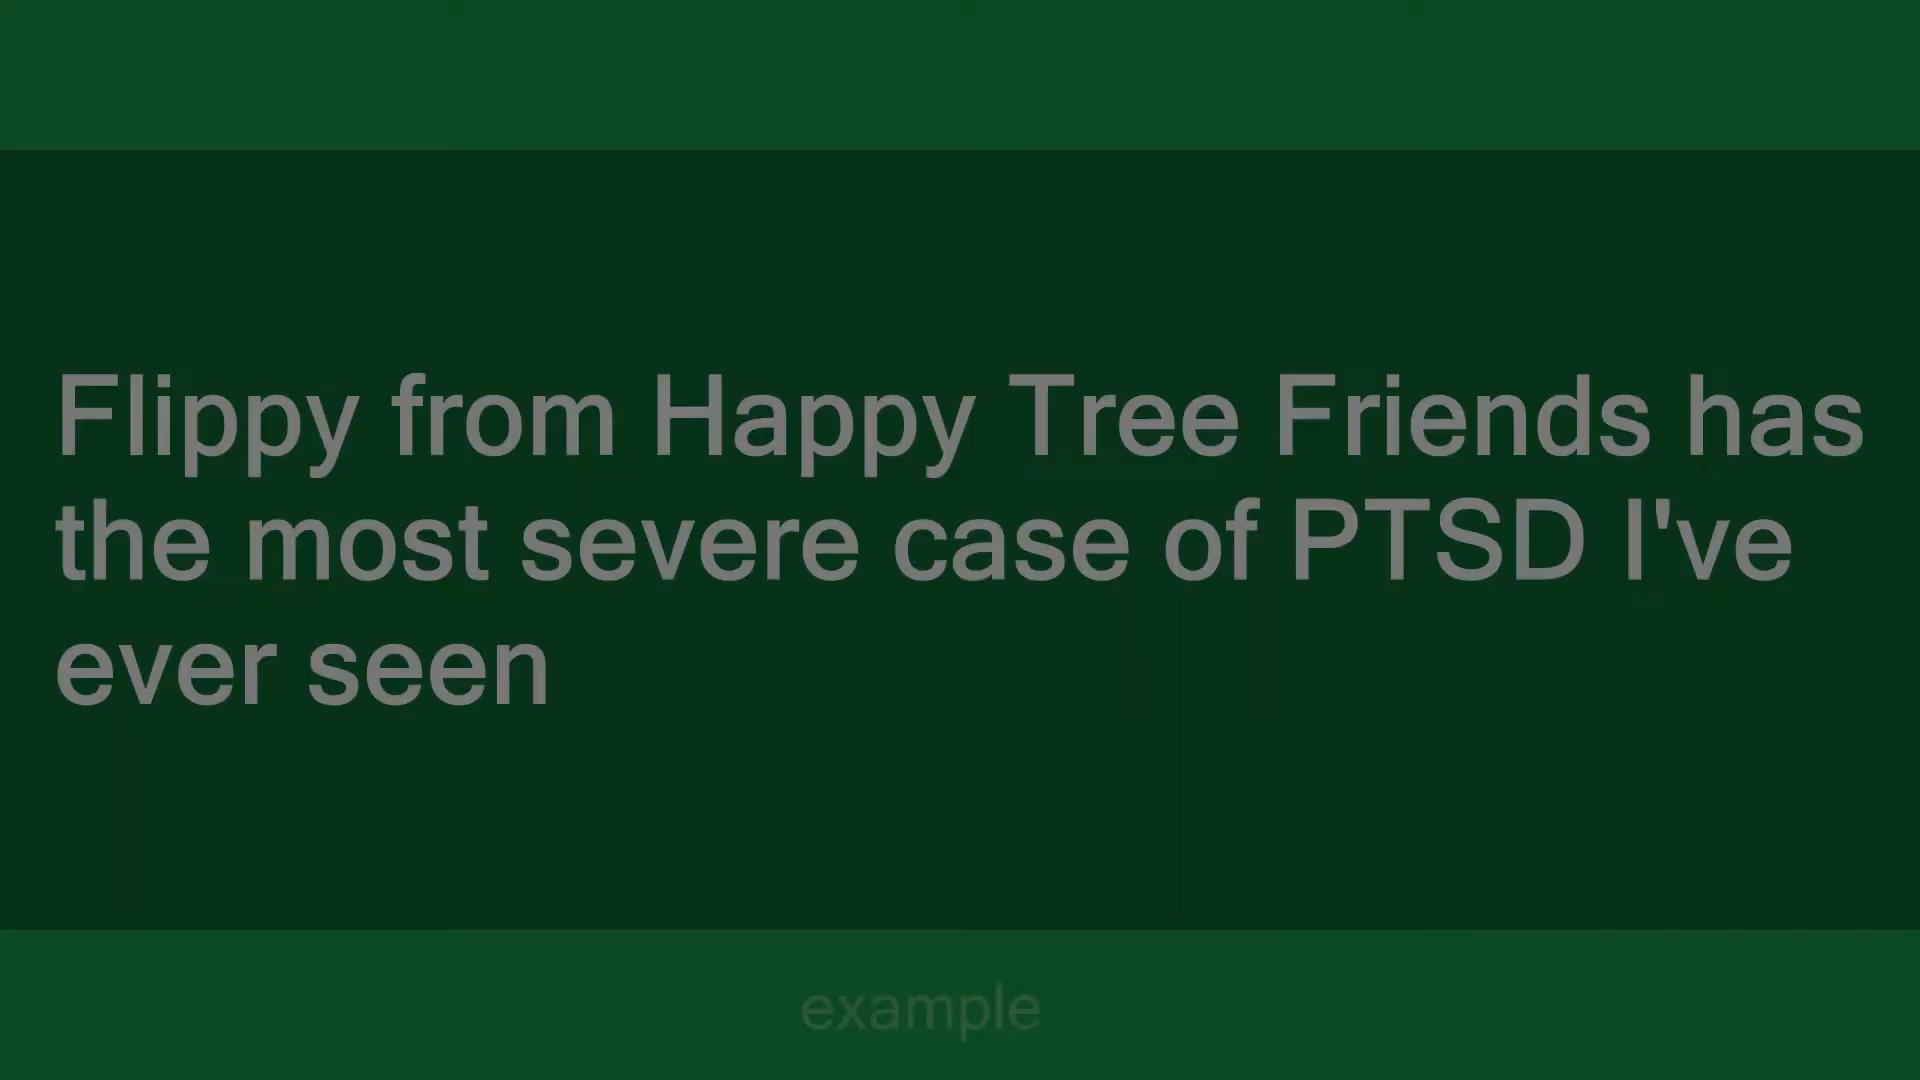 Flippy from Happy Tree Friends has
the most severe case of PTSD I've
ever seen
example